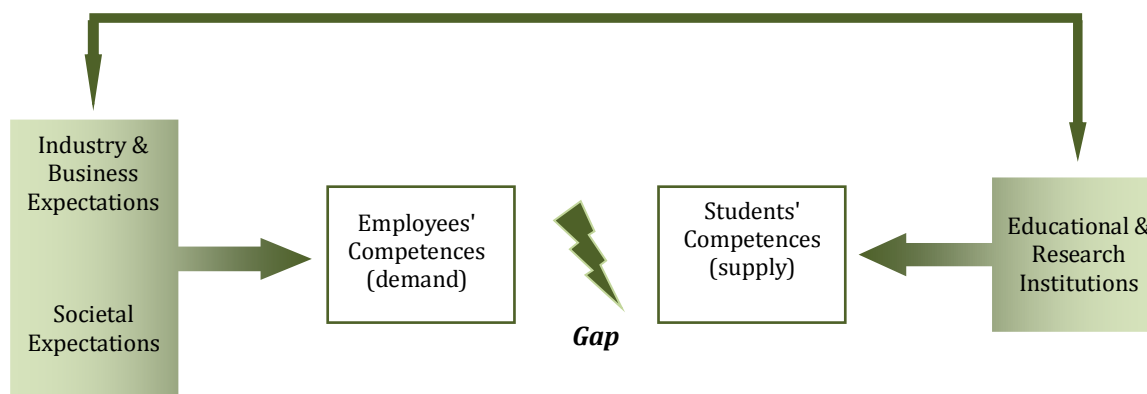 Industry &
Business
Expectations
Societal
Expectations
Employees'
Competences
(demand)
Gap
Students'
Competences
(supply)
Educational &
Research
Institutions